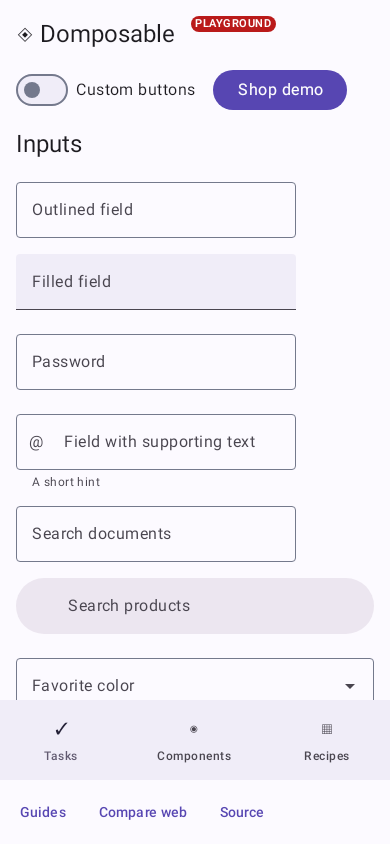 Domposable
PLAYGROUND
Custom buttons
Shop demo
Inputs
Outlined field
Filled field
Password
@ Field with supporting text
A short hint
Search documents
Search products
Favorite color
✓
Tasks
Components
Recipes
Guides
Compare web
Source